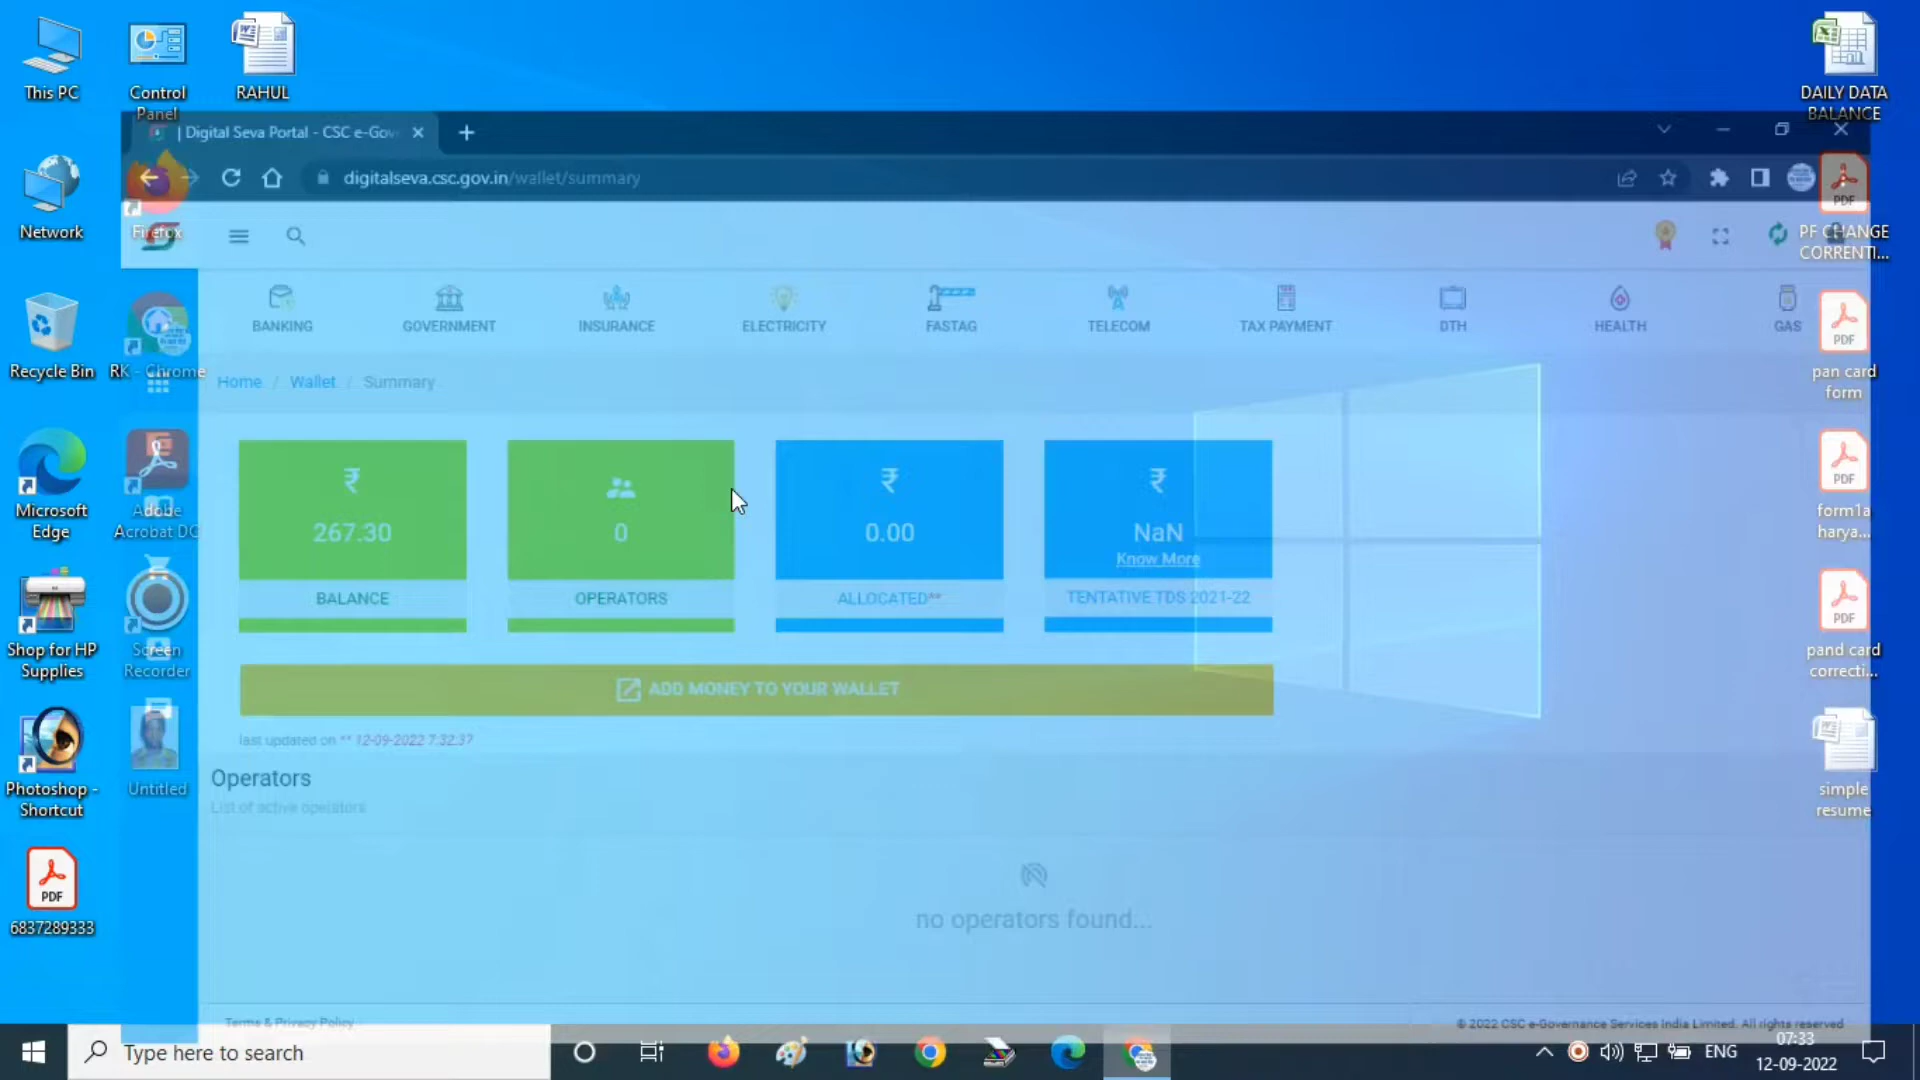 This PC
Control
Panel
RAHUL
DAILY DATA
BALANCE
| Digital Seva Portal - CSC e-Gov
digitalseva.csc.gov.in/wallet/summary
Network
Firefox
PF CHANGE
CORRENTI...
BANKING
GOVERNMENT
INSURANCE
ELECTRICITY
FASTAG
TELECOM
TAX PAYMENT
DTH
HEALTH
GAS
PDF
Recycle Bin
RK - Chrome
Home / Wallet / Summary
PDF
pan card
form
₹
267.30
BALANCE
0
OPERATORS
₹
0.00
ALLOCATED**
₹
NaN
Know More
TENTATIVE TDS 2021-22
Microsoft
Edge
Adobe
Acrobat DC
PDF
form1a
harya...
Shop for HP
Supplies
Screen
Recorder
PDF
pand card
correcti...
ADD MONEY TO YOUR WALLET
last updated on ** 12-09-2022 7:32:37
Photoshop -
Shortcut
Untitled
simple
resume
Operators
List of active operators
PDF
6837289333
no operators found...
Terms & Privacy Policy
© 2022 CSC e-Governance Services India Limited. All rights reserved
Type here to search
ENG
07:33
12-09-2022